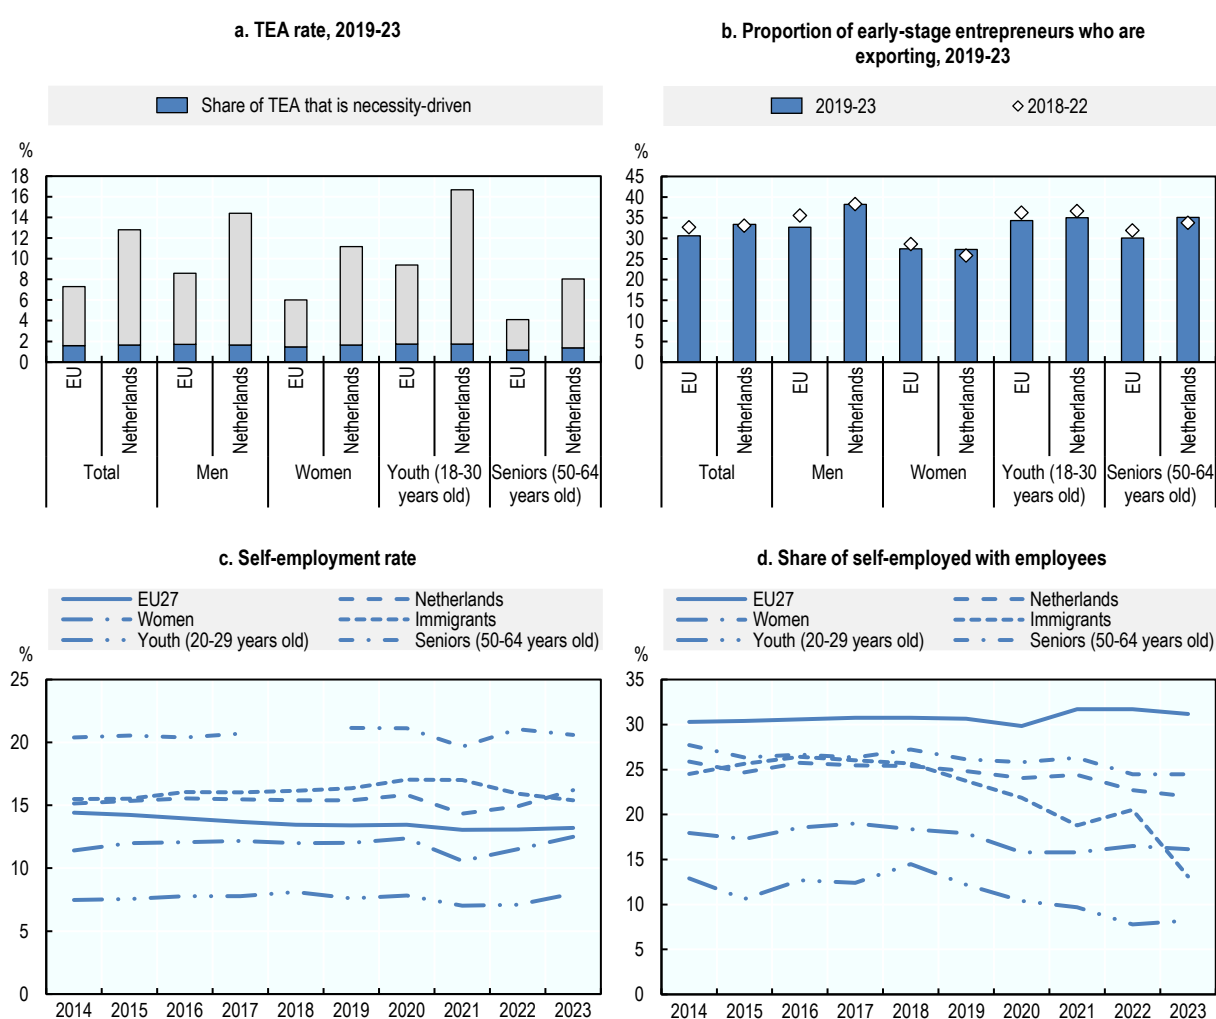 a. TEA rate, 2019-23
Share of TEA that is necessity-driven
%
18
16
14
12
10
8
6
4
2
0
EU
Netherlands
EU
Netherlands
EU
Netherlands
EU
Netherlands
EU
Netherlands
Total
Men
Women
Youth (18-30
years old)
Seniors (50-64
years old)
b. Proportion of early-stage entrepreneurs who are
exporting, 2019-23
2019-23
2018-22
%
45
40
35
30
25
20
15
10
5
0
EU
Netherlands
EU
Netherlands
EU
Netherlands
EU
Netherlands
EU
Netherlands
Total
Men
Women
Youth (18-30
years old)
Seniors (50-64
years old)
c. Self-employment rate
EU27
Netherlands
Women
Immigrants
Youth (20-29 years old)
Seniors (50-64 years old)
%
25
20
15
10
5
0
2014 2015 2016 2017 2018 2019 2020 2021 2022 2023
d. Share of self-employed with employees
EU27
Netherlands
Women
Immigrants
Youth (20-29 years old)
Seniors (50-64 years old)
%
35
30
25
20
15
10
5
0
2014 2015 2016 2017 2018 2019 2020 2021 2022 2023